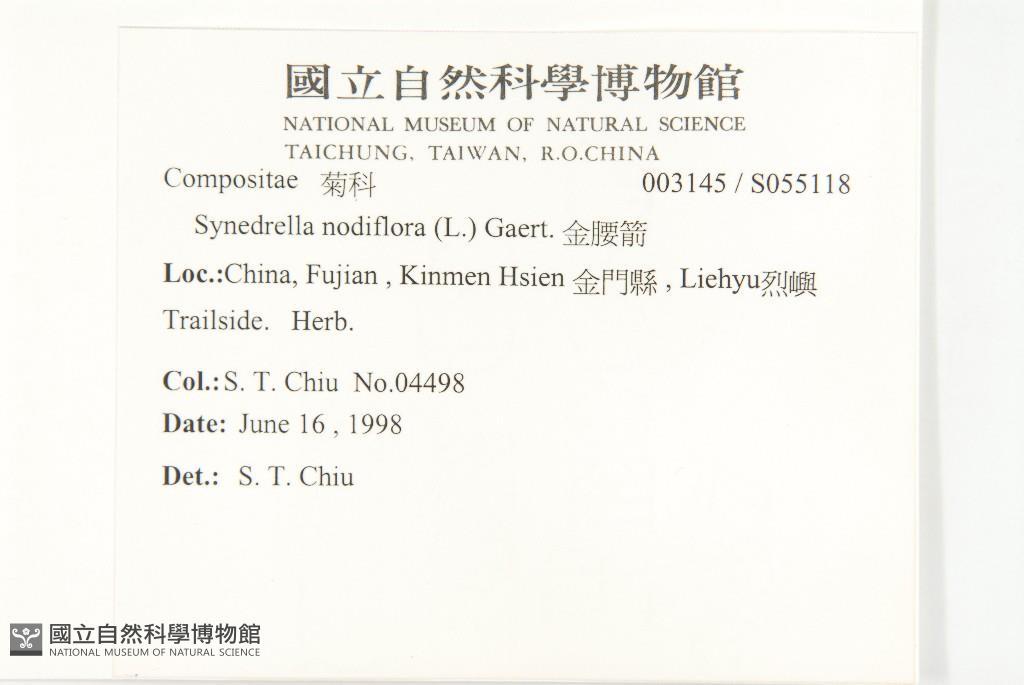 國立自然科學博物館
NATIONAL MUSEUM OF NATURAL SCIENCE
TAICHUNG, TAIWAN, R.O.CHINA
Compositae 菊科 003145 / S055118
Synedrella nodiflora (L.) Gaert. 金腰箭
Loc.:China, Fujian , Kinmen Hsien 金門縣 , Liehyu烈嶼
Trailside. Herb.
Col.: S. T. Chiu No.04498
Date: June 16 , 1998
Det.: S. T. Chiu
國立自然科學博物館
NATIONAL MUSEUM OF NATURAL SCIENCE